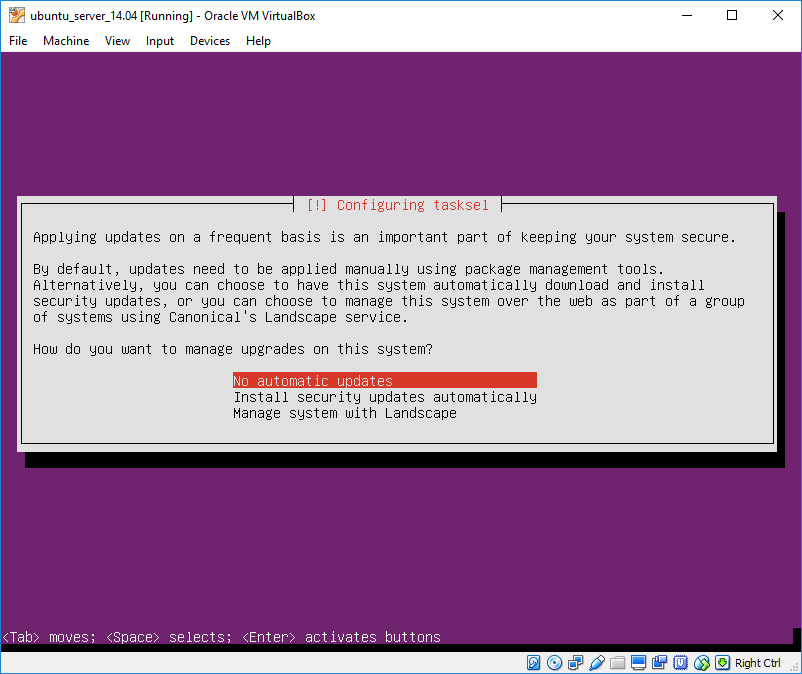 ubuntu_server_14.04 [Running] - Oracle VM VirtualBox
File Machine View Input Devices Help
[!] Configuring tasksel
Applying updates on a frequent basis is an important part of keeping your system secure.
By default, updates need to be applied manually using package management tools.
Alternatively, you can choose to have this system automatically download and install
security updates, or you can choose to manage this system over the web as part of a group
of systems using Canonical's Landscape service.
How do you want to manage upgrades on this system?
No automatic updates
Install security updates automatically
Manage system with Landscape
<Tab> moves; <Space> selects; <Enter> activates buttons
Right Ctrl